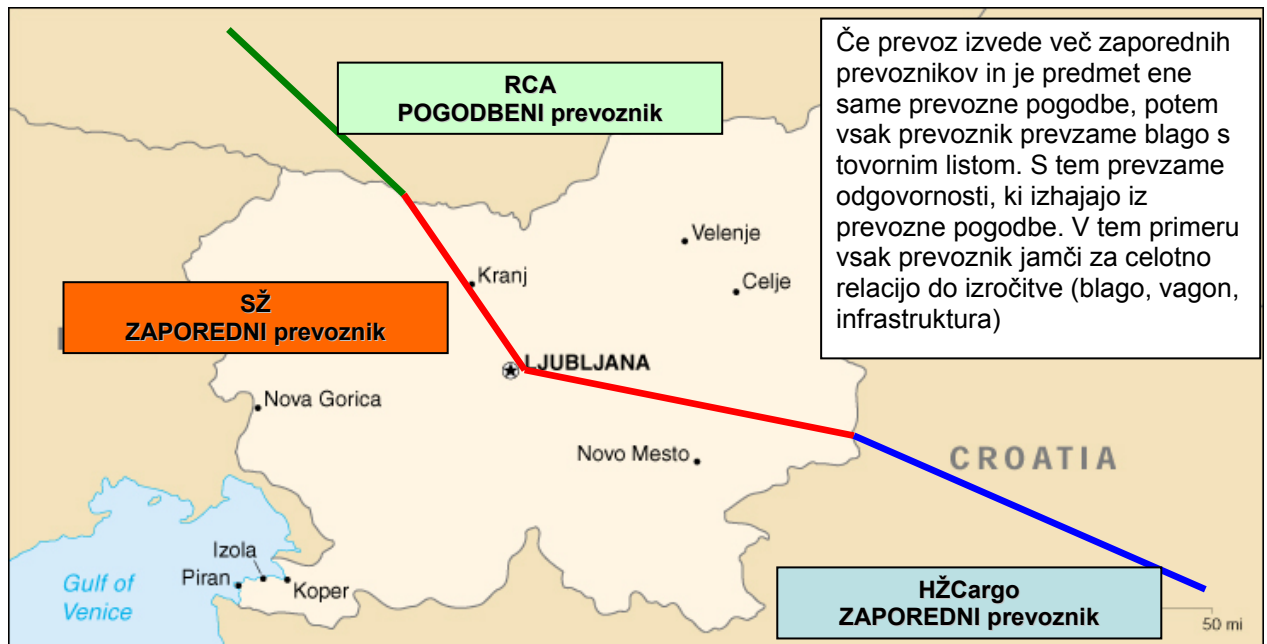 RCA
POGODBENI prevoznik
Če prevoz izvede več zaporednih
prevoznikov in je predmet ene
same prevozne pogodbe, potem
vsak prevoznik prevzame blago s
tovornim listom. S tem prevzame
odgovornosti, ki izhajajo iz
prevozne pogodbe. V tem primeru
vsak prevoznik jamči za celotno
relacijo do izročitve (blago, vagon,
infrastruktura)
Velenje
Kranj
Celje
SŽ
ZAPOREDNI prevoznik
LJUBLJANA
Nova Gorica
Novo Mesto
CROATIA
Izola
Piran
Koper
Gulf of
Venice
HŽCargo
ZAPOREDNI prevoznik
50 mi